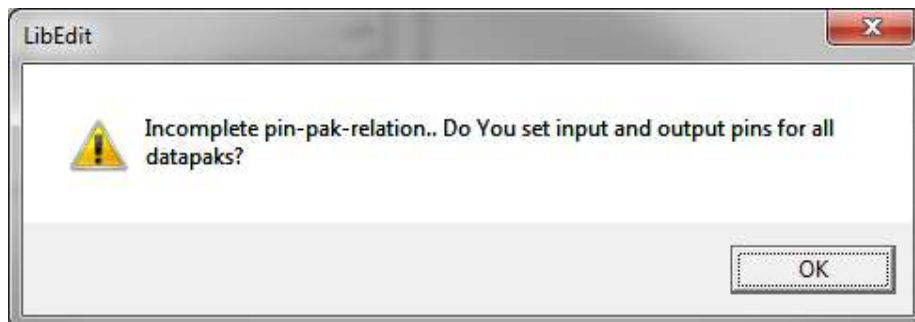 LibEdit
Incomplete pin-pak-relation.. Do You set input and output pins for all
datapaks?
OK